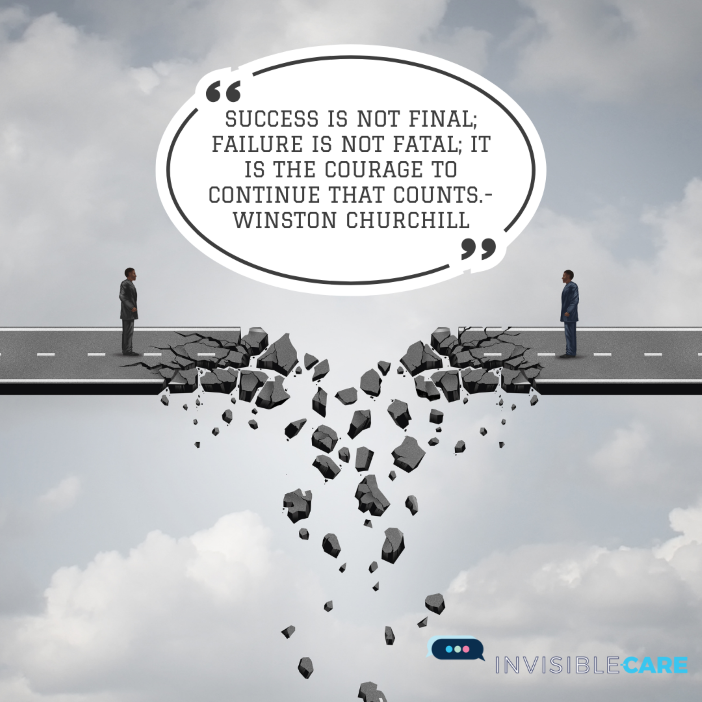 “
SUCCESS IS NOT FINAL;
FAILURE IS NOT FATAL; IT
IS THE COURAGE TO
CONTINUE THAT COUNTS.-
WINSTON CHURCHILL
”
INVISIBLECARE